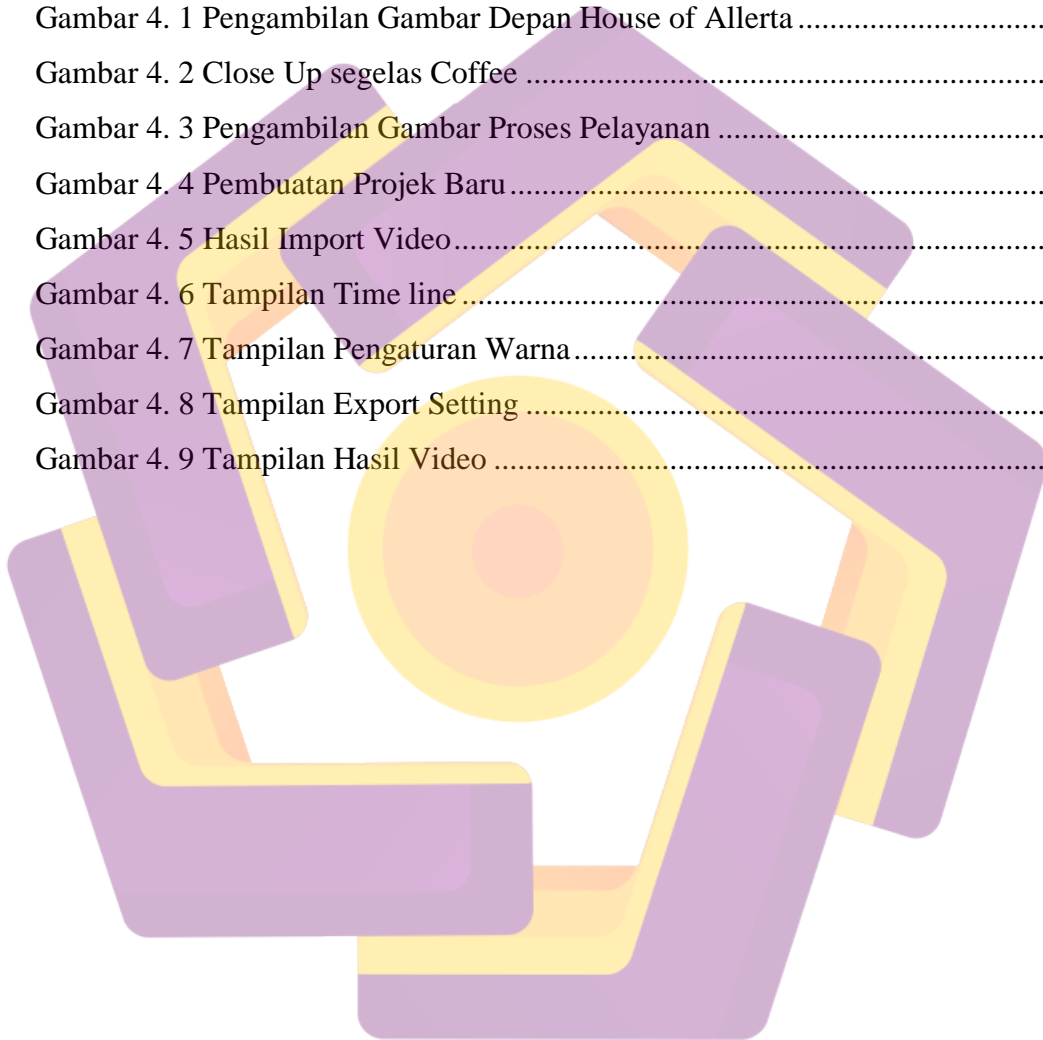 Gambar 4. 1 Pengambilan Gambar Depan House of Allerta ........................
Gambar 4. 2 Close Up segelas Coffee ...............................................................
Gambar 4. 3 Pengambilan Gambar Proses Pelayanan .......................................
Gambar 4. 4 Pembuatan Projek Baru .................................................................
Gambar 4. 5 Hasil Import Video ........................................................................
Gambar 4. 6 Tampilan Time line .......................................................................
Gambar 4. 7 Tampilan Pengaturan Warna .........................................................
Gambar 4. 8 Tampilan Export Setting ...............................................................
Gambar 4. 9 Tampilan Hasil Video ...................................................................